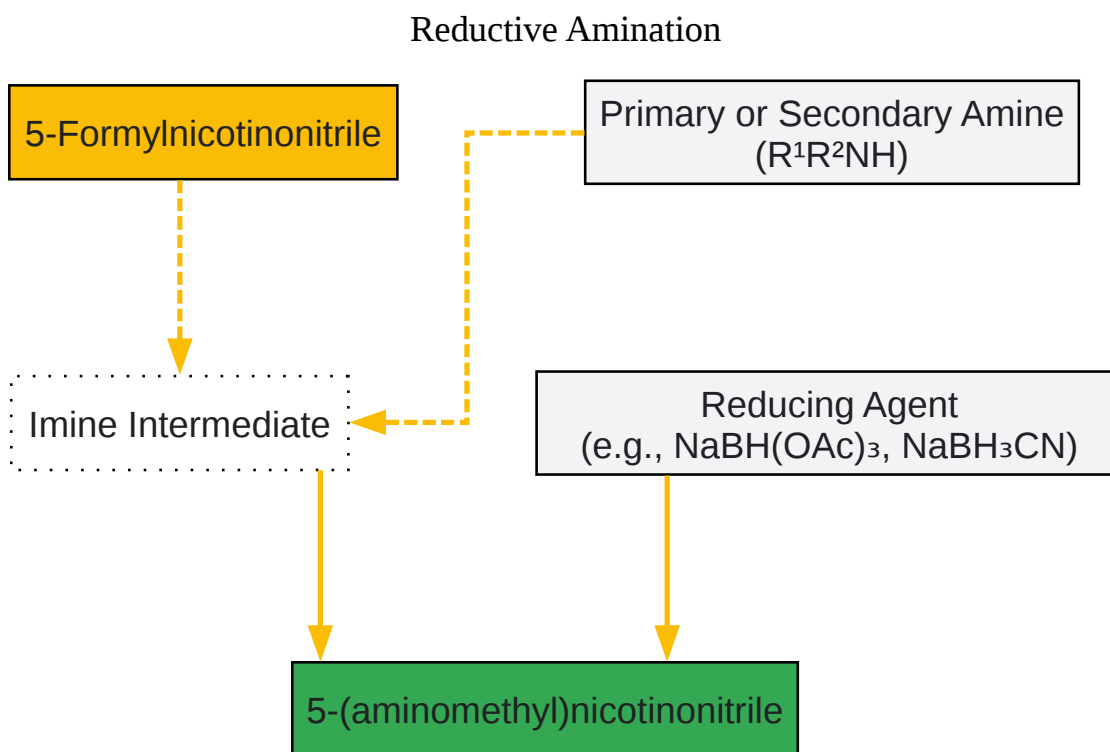 Reductive Amination
5-Formylnicotinonitrile
Primary or Secondary Amine
(R¹R²NH)
Imine Intermediate
Reducing Agent
(e.g., NaBH(OAc)₃, NaBH₃CN)
5-(aminomethyl)nicotinonitrile